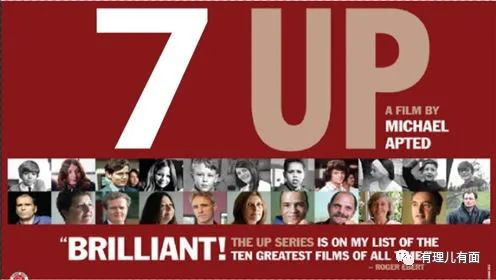 7 UP
A FILM BY
MICHAEL
APTED
“BRILLIANT! THE UP SERIES IS ON MY LIST OF THE
TEN GREATEST FILMS OF ALL TIME!”
– ROGER EBERT
有理儿有面